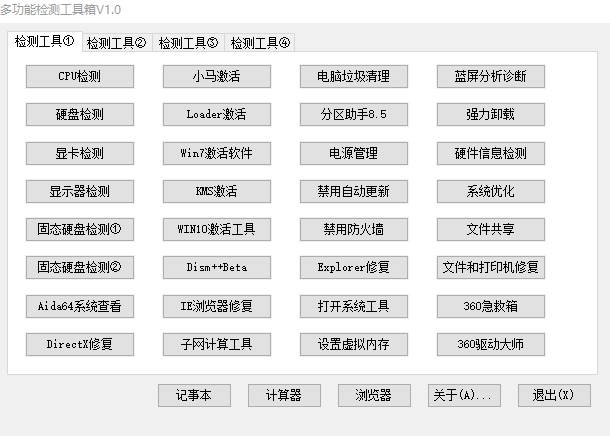 多功能检测工具箱V1.0
检测工具① 检测工具② 检测工具③ 检测工具④
CPU检测 小马激活 电脑垃圾清理 蓝屏分析诊断
硬盘检测 Loader激活 分区助手8.5 强力卸载
显卡检测 Win7激活软件 电源管理 硬件信息检测
显示器检测 KMS激活 禁用自动更新 系统优化
固态硬盘检测① WIN10激活工具 禁用防火墙 文件共享
固态硬盘检测② Dism++Beta Explorer修复 文件和打印机修复
Aida64系统查看 IE浏览器修复 打开系统工具 360急救箱
DirectX修复 子网计算工具 设置虚拟内存 360驱动大师
记事本 计算器 浏览器 关于(A)... 退出(X)